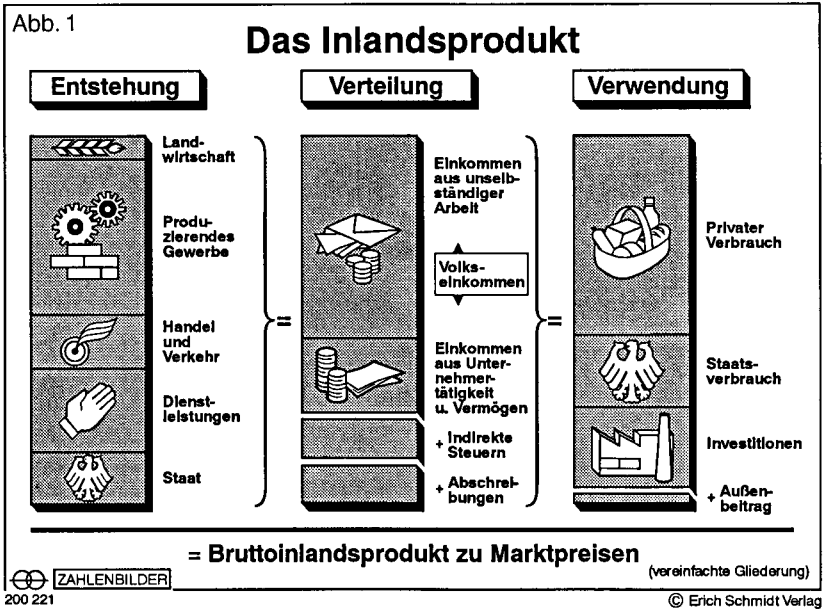 Abb. 1
Das Inlandsprodukt
Entstehung
Verteilung
Verwendung
Land-
wirtschaft
Produ-
zierendes
Gewerbe
Handel
und
Verkehr
Dienst-
leistungen
Staat
=
Einkommen
aus unselb-
ständiger
Arbeit
Volks-
einkommen
Einkommen
aus Unter-
nehmer-
tätigkeit
u. Vermögen
+ Indirekte
Steuern
+ Abschrei-
bungen
=
Privater
Verbrauch
Staats-
verbrauch
Investitionen
+ Außen-
beitrag
= Bruttoinlandsprodukt zu Marktpreisen
(vereinfachte Gliederung)
ZAHLENBILDER
200 221
© Erich Schmidt Verlag